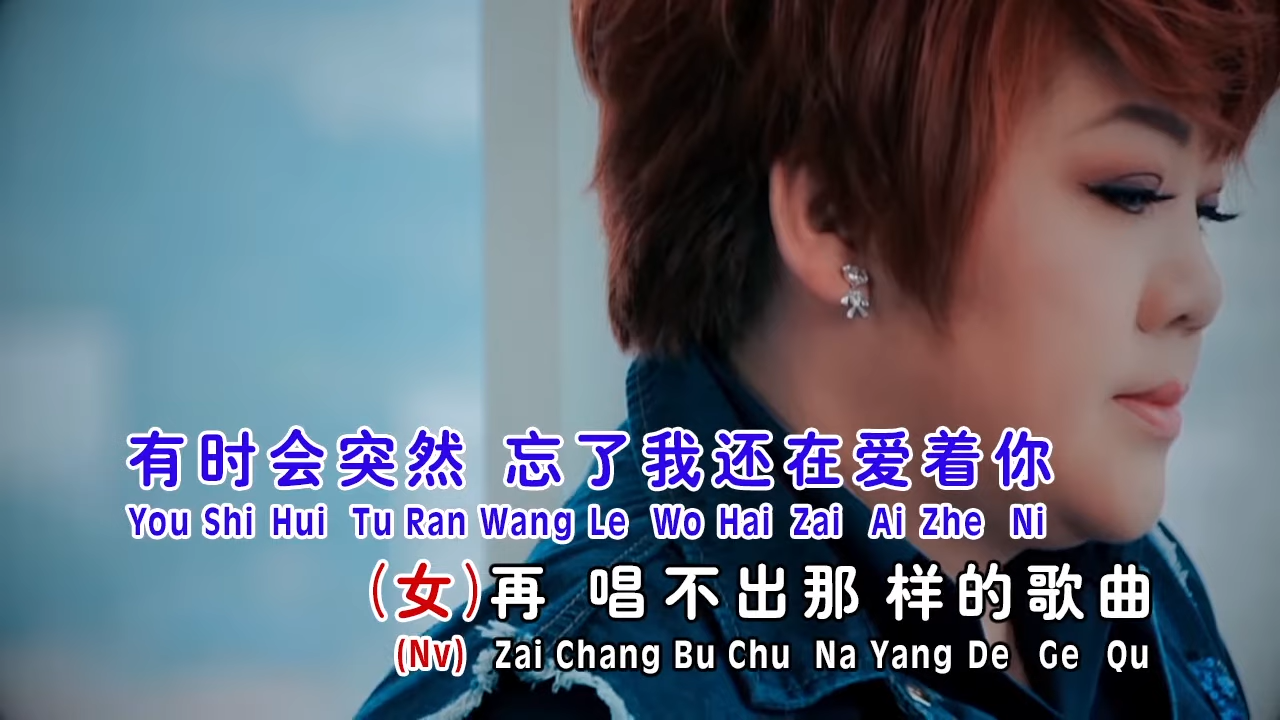 有时会突然 忘了我还在爱着你
You Shi Hui Tu Ran Wang Le Wo Hai Zai Ai Zhe Ni
(女)再 唱不出那 样的歌曲
(Nv) Zai Chang Bu Chu Na Yang De Ge Qu